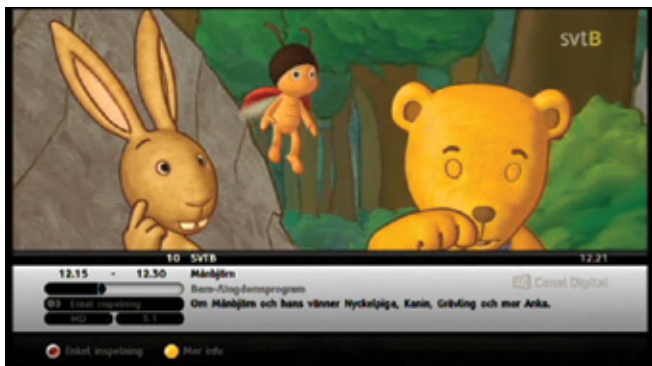 svtB
10 SVTB 12.21
12.15 - 12.30 Månbjörn
Barn-/Ungdomsprogram
03 Enkel inspelning Om Månbjörn och hans vänner Nyckelpiga, Kanin, Grävling och mor Anka.
HD 5.1
Canal Digital
Enkel inspelning Mer info